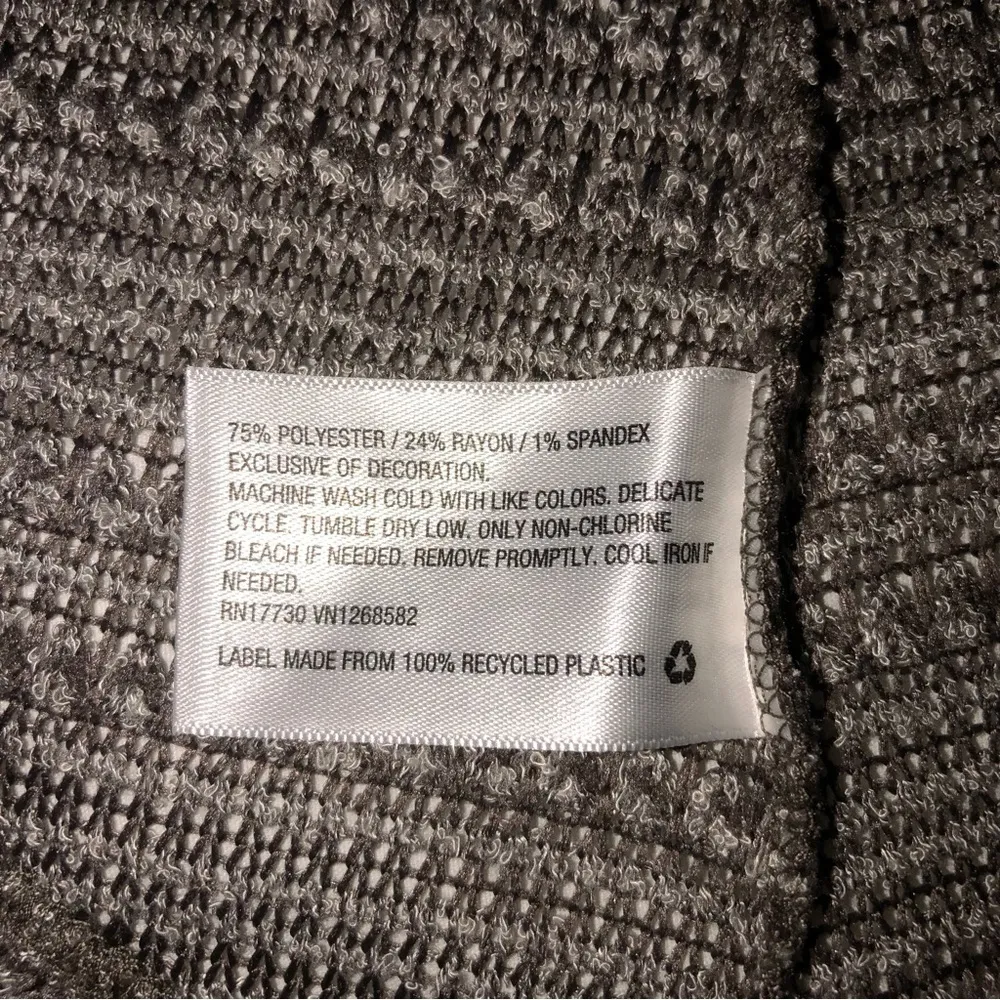 75% POLYESTER / 24% RAYON / 1% SPANDEX
EXCLUSIVE OF DECORATION.
MACHINE WASH COLD WITH LIKE COLORS. DELICATE
CYCLE. TUMBLE DRY LOW. ONLY NON-CHLORINE
BLEACH IF NEEDED. REMOVE PROMPTLY. COOL IRON IF
NEEDED.
RN17730 VN1268582
LABEL MADE FROM 100% RECYCLED PLASTIC